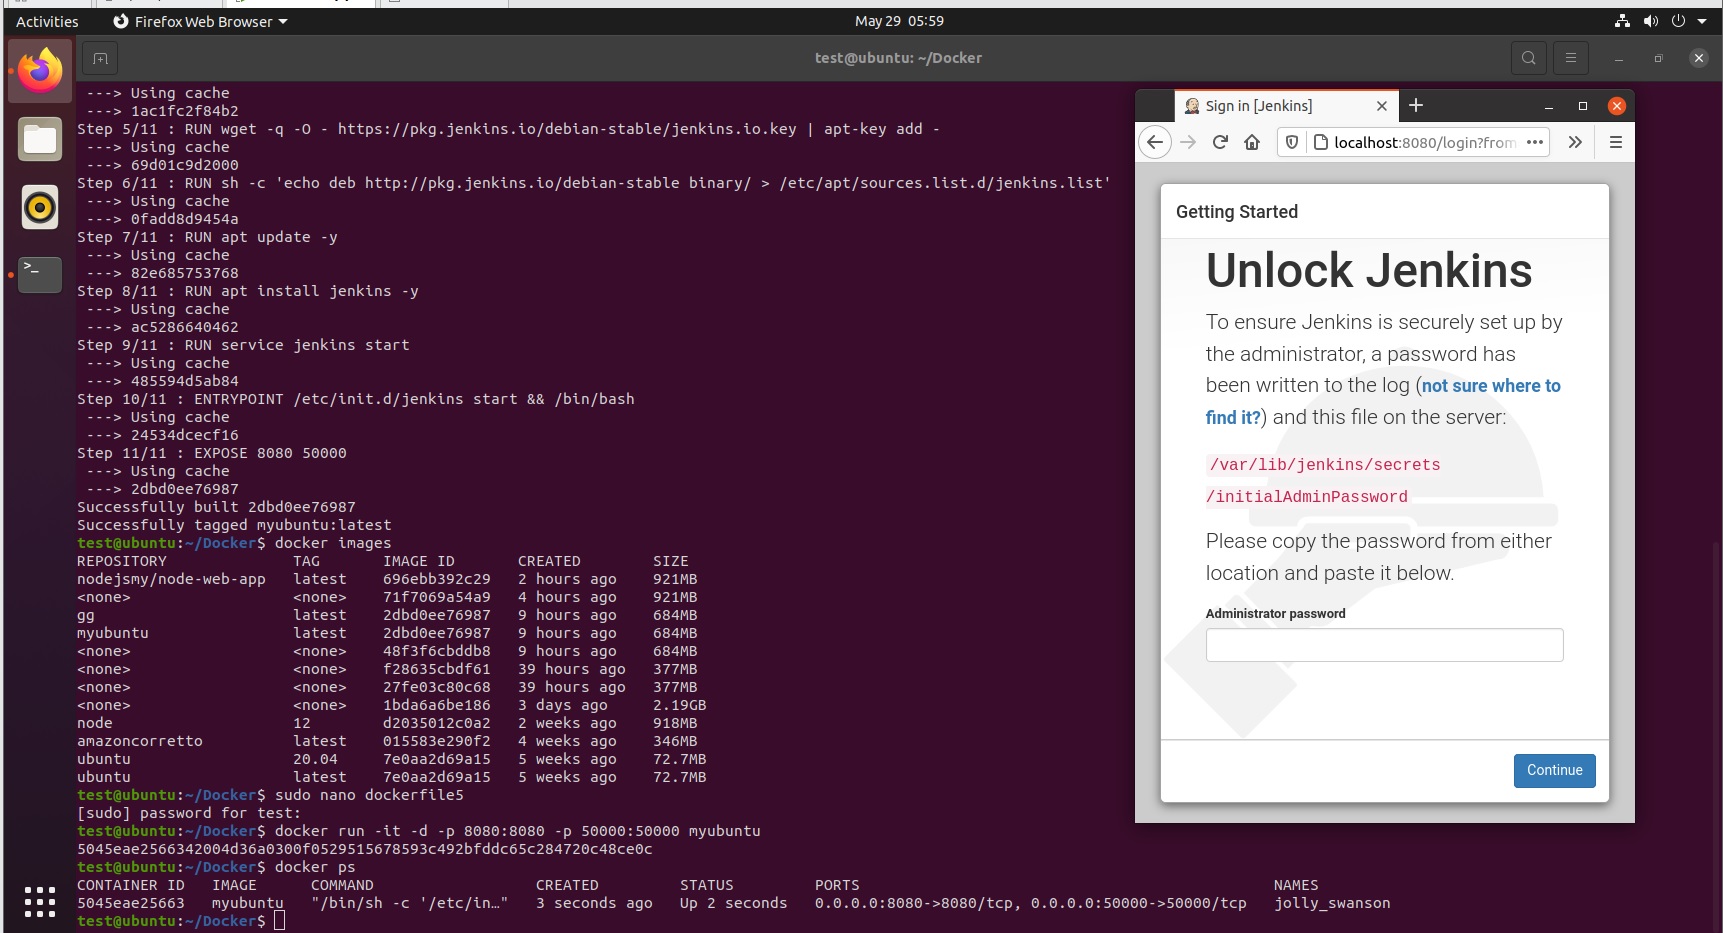 Activities
Firefox Web Browser
May 29 05:59
test@ubuntu: ~/Docker
---> Using cache
---> 1ac1fc2f84b2
Step 5/11 : RUN wget -q -O - https://pkg.jenkins.io/debian-stable/jenkins.io.key | apt-key add -
---> Using cache
---> 69d01c9d2000
Step 6/11 : RUN sh -c 'echo deb http://pkg.jenkins.io/debian-stable binary/ > /etc/apt/sources.list.d/jenkins.list'
---> Using cache
---> 0fadd8d9454a
Step 7/11 : RUN apt update -y
---> Using cache
---> 82e685753768
Step 8/11 : RUN apt install jenkins -y
---> Using cache
---> ac5286640462
Step 9/11 : RUN service jenkins start
---> Using cache
---> 485594d5ab84
Step 10/11 : ENTRYPOINT /etc/init.d/jenkins start && /bin/bash
---> Using cache
---> 24534dcecf16
Step 11/11 : EXPOSE 8080 50000
---> Using cache
---> 2dbd0ee76987
Successfully built 2dbd0ee76987
Successfully tagged myubuntu:latest
test@ubuntu:~/Docker$ docker images
REPOSITORY TAG IMAGE ID CREATED SIZE
nodejsmy/node-web-app latest 696ebb392c29 2 hours ago 921MB
<none> <none> 71f7069a54a9 4 hours ago 921MB
gg latest 2dbd0ee76987 9 hours ago 684MB
myubuntu latest 2dbd0ee76987 9 hours ago 684MB
<none> <none> 48f3f6cbddb8 9 hours ago 684MB
<none> <none> f28635cbdf61 39 hours ago 377MB
<none> <none> 27fe03c80c68 39 hours ago 377MB
<none> <none> 1bda6a6be186 3 days ago 2.19GB
node 12 d2035012c0a2 2 weeks ago 918MB
amazoncorretto latest 015583e290f2 4 weeks ago 346MB
ubuntu 20.04 7e0aa2d69a15 5 weeks ago 72.7MB
ubuntu latest 7e0aa2d69a15 5 weeks ago 72.7MB
test@ubuntu:~/Docker$ sudo nano dockerfile5
[sudo] password for test:
test@ubuntu:~/Docker$ docker run -it -d -p 8080:8080 -p 50000:50000 myubuntu
5045eae2566342004d36a0300f0529515678593c492bfddc65c284720c48ce0c
test@ubuntu:~/Docker$ docker ps
CONTAINER ID IMAGE COMMAND CREATED STATUS PORTS NAMES
5045eae25663 myubuntu "/bin/sh -c '/etc/in…" 3 seconds ago Up 2 seconds 0.0.0.0:8080->8080/tcp, 0.0.0.0:50000->50000/tcp jolly_swanson
test@ubuntu:~/Docker$
Sign in [Jenkins]
localhost:8080/login?from
Getting Started
Unlock Jenkins
To ensure Jenkins is securely set up by
the administrator, a password has
been written to the log (not sure where to
find it?) and this file on the server:
/var/lib/jenkins/secrets
/initialAdminPassword
Please copy the password from either
location and paste it below.
Administrator password
Continue